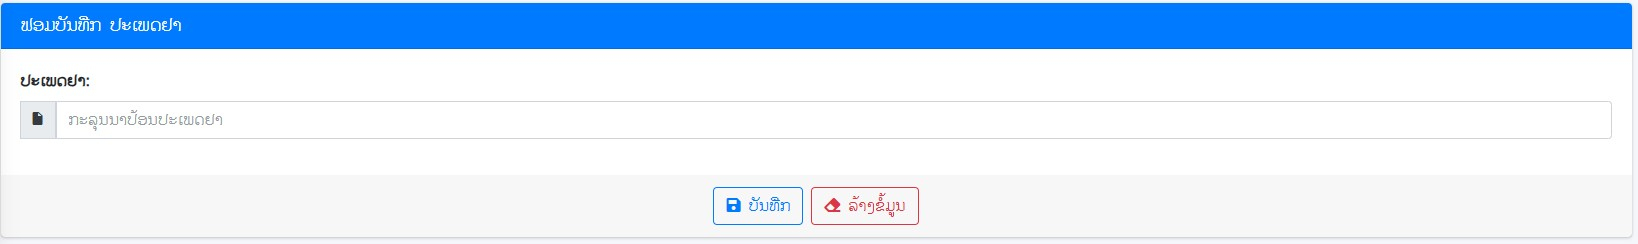 ຟອມບັນທຶກ ປະເພດຢາ
ປະເພດຢາ:
ກະລຸນນາປ້ອນປະເພດຢາ
ບັນທຶກ ລ້າງຂໍ້ມູນ